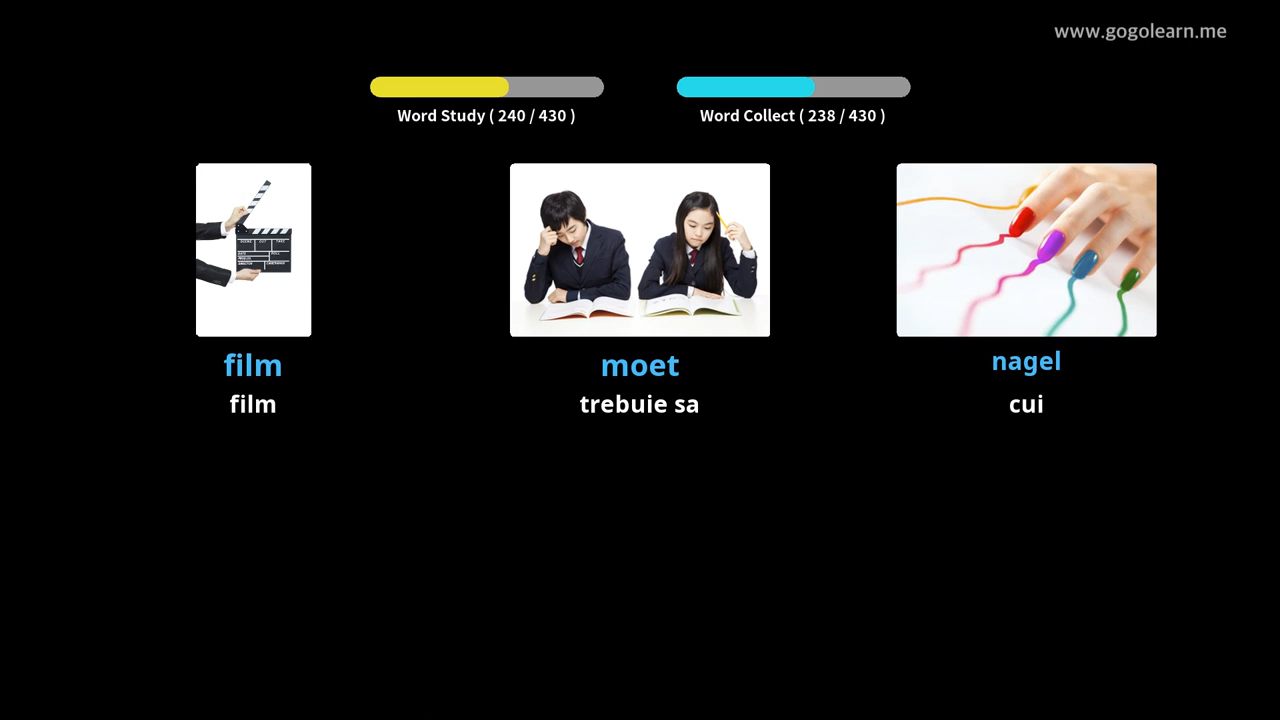 www.gogolearn.me
Word Study ( 240 / 430 )
Word Collect ( 238 / 430 )
film
film
moet
trebuie sa
nagel
cui